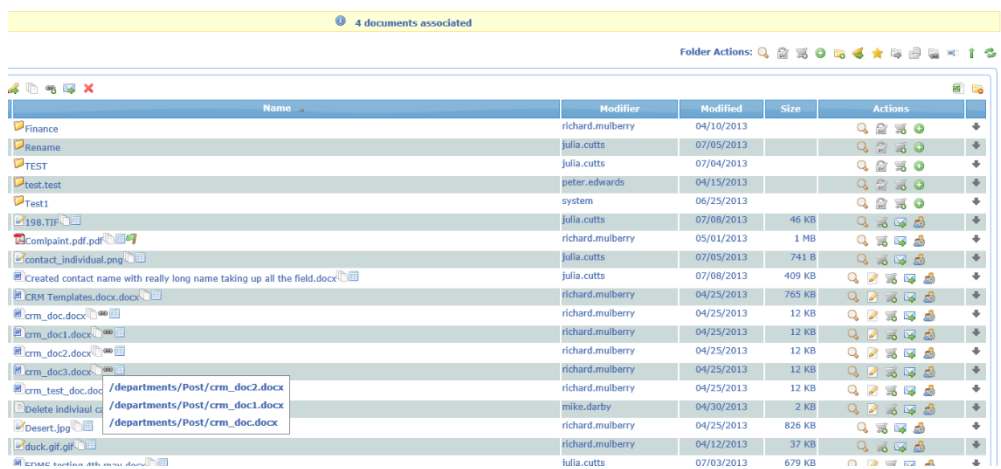 4 documents associated
Folder Actions:
Name Modifier Modified Size Actions
Finance richard.mulberry 04/10/2013
Rename julia.cutts 07/05/2013
TEST julia.cutts 07/04/2013
test.test peter.edwards 04/15/2013
Test1 system 06/25/2013
198.TIF julia.cutts 07/08/2013 46 KB
Comlpaint.pdf.pdf richard.mulberry 05/01/2013 1 MB
contact_individual.png julia.cutts 07/05/2013 741 B
Created contact name with really long name taking up all the field.docx julia.cutts 07/08/2013 409 KB
CRM Templates.docx.docx richard.mulberry 04/25/2013 765 KB
crm_doc.docx richard.mulberry 04/25/2013 12 KB
crm_doc1.docx richard.mulberry 04/25/2013 12 KB
crm_doc2.docx richard.mulberry 04/25/2013 12 KB
crm_doc3.docx richard.mulberry 04/25/2013 12 KB
crm_test_doc.doc richard.mulberry 04/25/2013 12 KB
/departments/Post/crm_doc2.docx
/departments/Post/crm_doc1.docx
/departments/Post/crm_doc.docx
Delete indiviaul ca mike.darby 04/30/2013 2 KB
Desert.jpg richard.mulberry 04/25/2013 826 KB
duck.gif.gif richard.mulberry 04/12/2013 37 KB
EDMS testing 4th may.docx julia.cutts 07/03/2013 679 KB